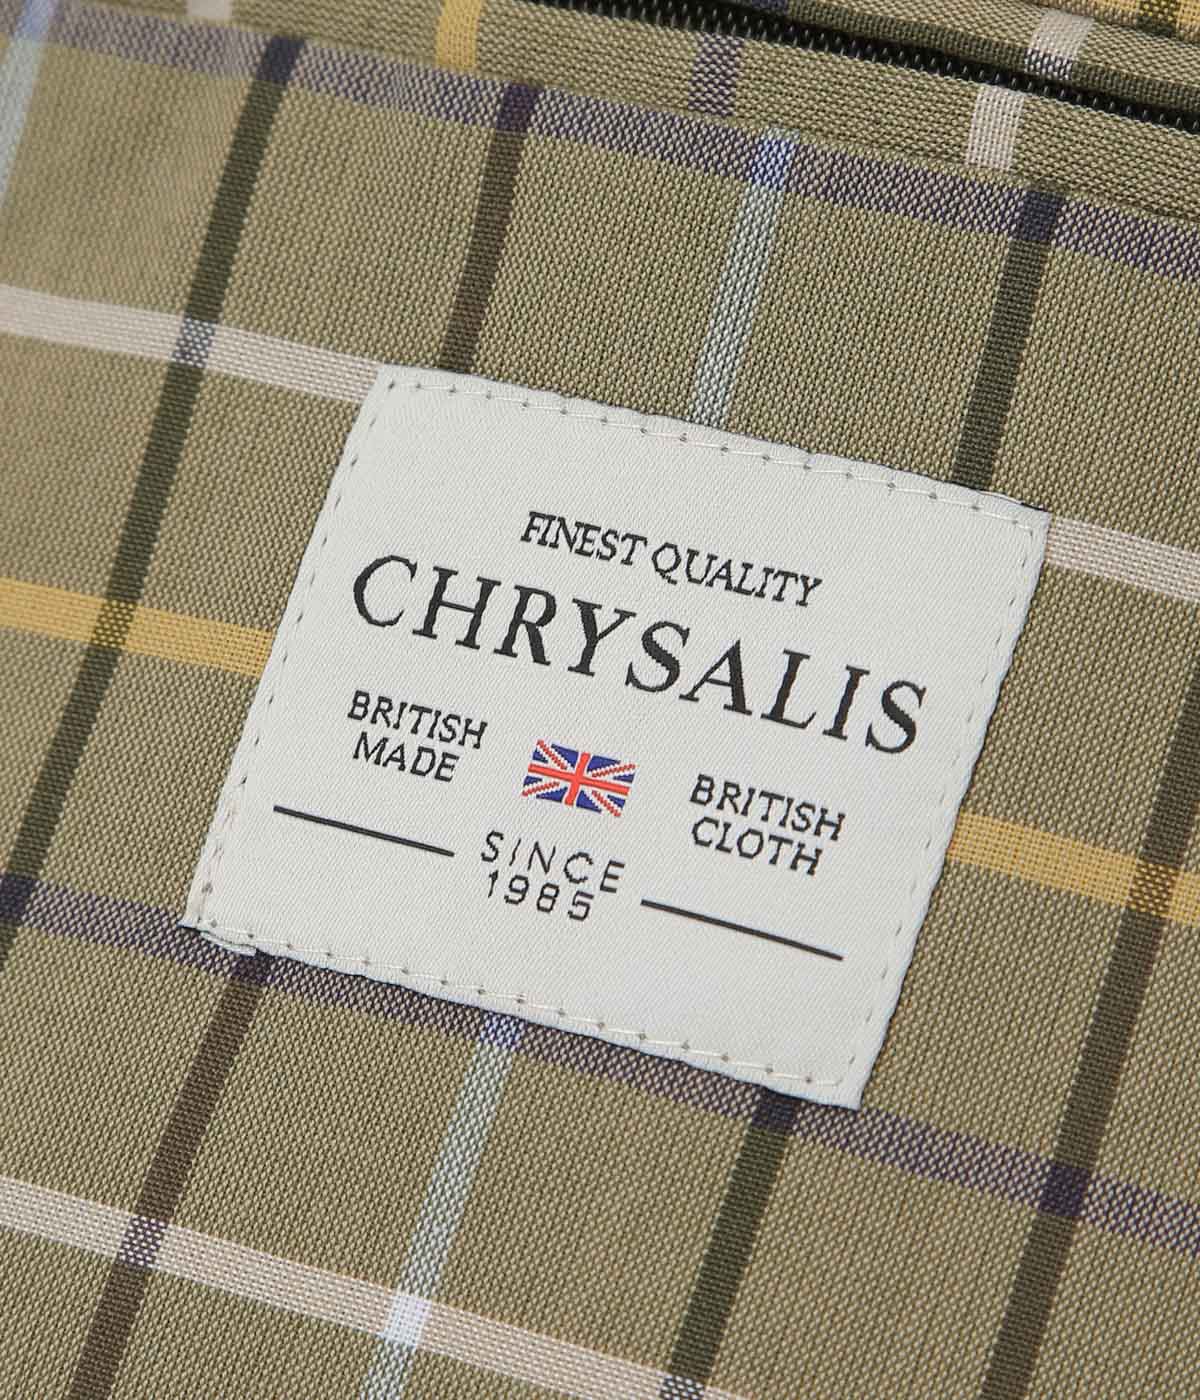 FINEST QUALITY
CHRYSALIS
BRITISH
MADE
BRITISH
CLOTH
SINCE
1985